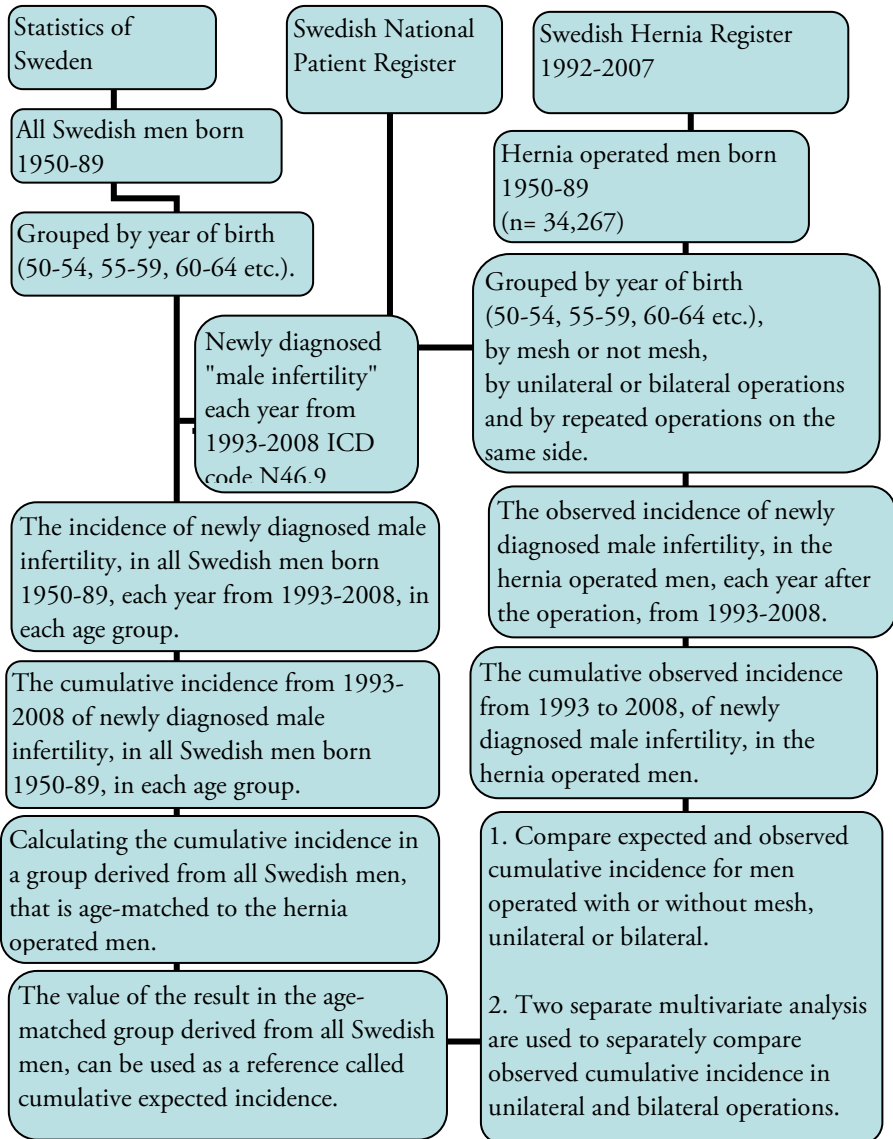 Statistics of
Sweden
Swedish National
Patient Register
Swedish Hernia Register
1992-2007
All Swedish men born
1950-89
Hernia operated men born
1950-89
(n= 34,267)
Grouped by year of birth
(50-54, 55-59, 60-64 etc.).
Grouped by year of birth
(50-54, 55-59, 60-64 etc.),
by mesh or not mesh,
by unilateral or bilateral operations
and by repeated operations on the
same side.
Newly diagnosed
"male infertility"
each year from
1993-2008 ICD
code N46.9
The incidence of newly diagnosed male
infertility, in all Swedish men born
1950-89, each year from 1993-2008, in
each age group.
The observed incidence of newly
diagnosed male infertility, in the
hernia operated men, each year after
the operation, from 1993-2008.
The cumulative incidence from 1993-
2008 of newly diagnosed male
infertility, in all Swedish men born
1950-89, in each age group.
The cumulative observed incidence
from 1993 to 2008, of newly
diagnosed male infertility, in the
hernia operated men.
Calculating the cumulative incidence in
a group derived from all Swedish men,
that is age-matched to the hernia
operated men.
1. Compare expected and observed
cumulative incidence for men
operated with or without mesh,
unilateral or bilateral.
2. Two separate multivariate analysis
are used to separately compare
observed cumulative incidence in
unilateral and bilateral operations.
The value of the result in the age-
matched group derived from all Swedish
men, can be used as a reference called
cumulative expected incidence.